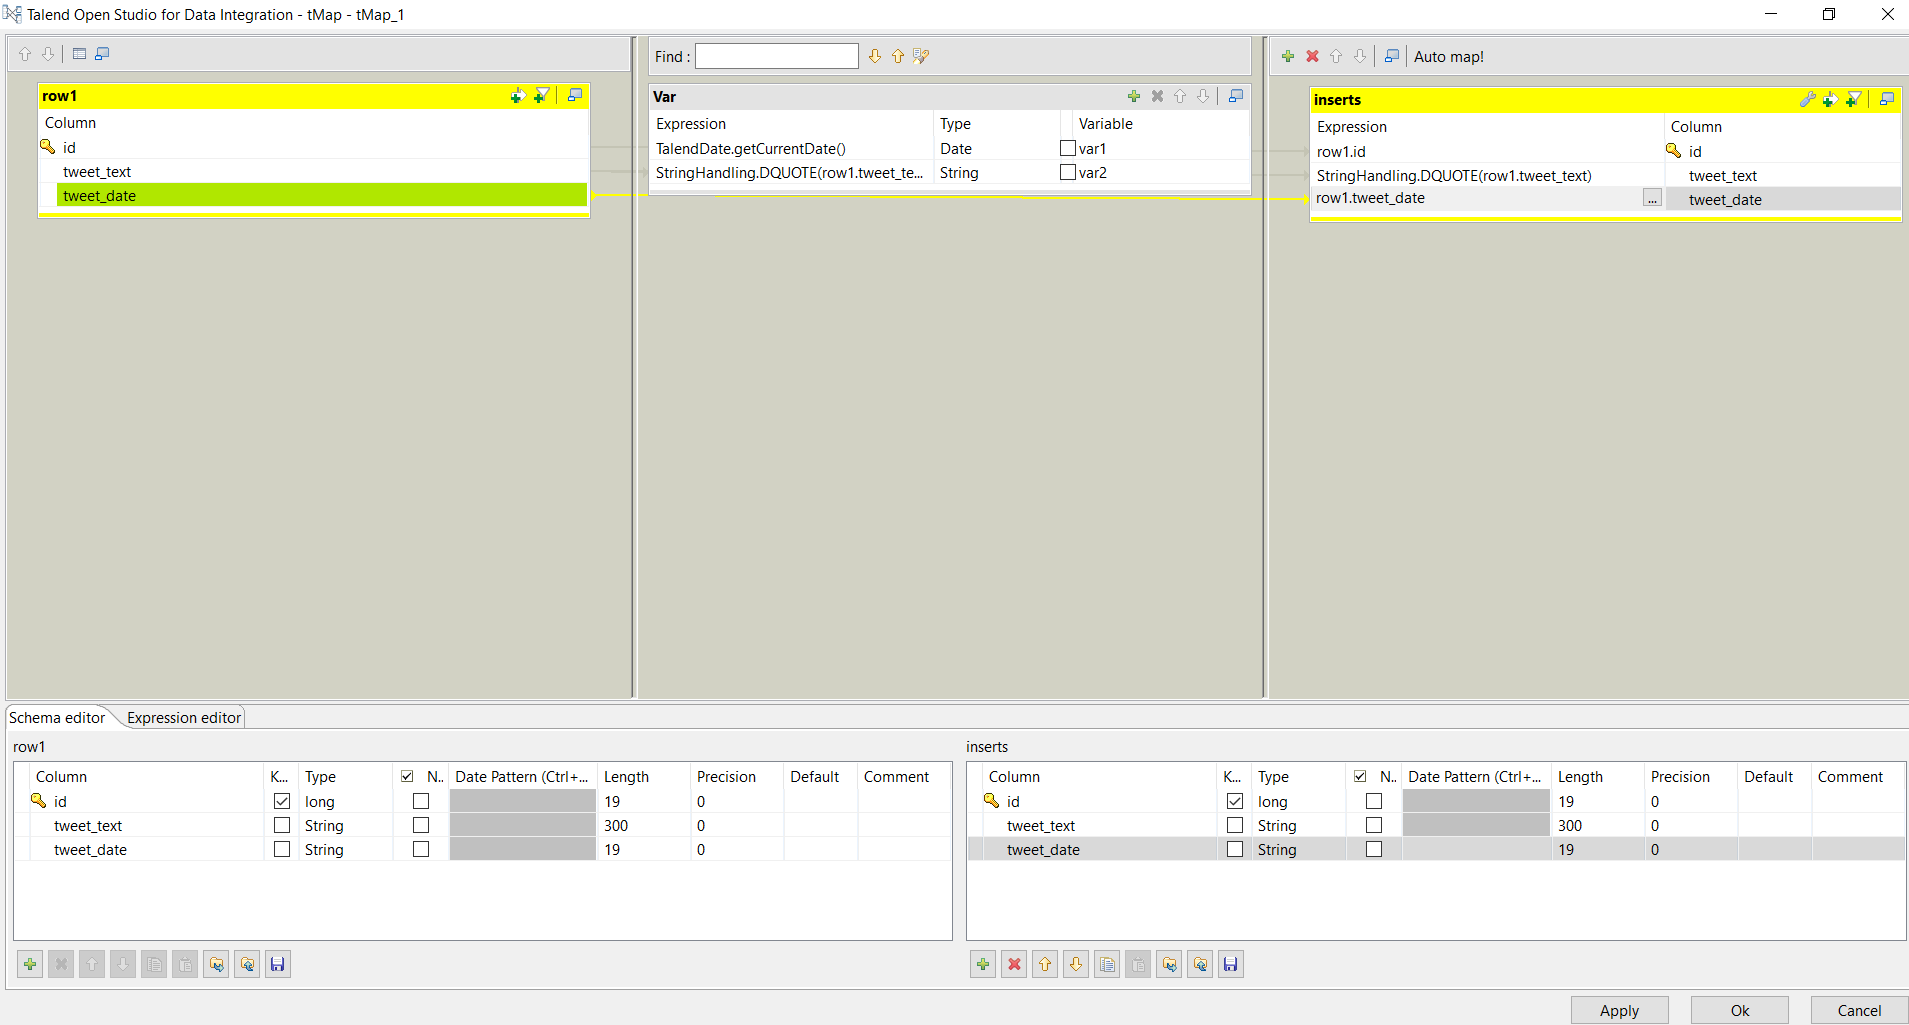 Talend Open Studio for Data Integration - tMap - tMap_1
Find :
Auto map!
row1
Column
id
tweet_text
tweet_date
Var
Expression Type Variable
TalendDate.getCurrentDate() Date var1
StringHandling.DQUOTE(row1.tweet_te... String var2
inserts
Expression Column
row1.id id
StringHandling.DQUOTE(row1.tweet_text) tweet_text
row1.tweet_date ... tweet_date
Schema editor Expression editor
row1
Column K... Type N.. Date Pattern (Ctrl+... Length Precision Default Comment
id long 19 0
tweet_text String 300 0
tweet_date String 19 0
inserts
Column K... Type N.. Date Pattern (Ctrl+... Length Precision Default Comment
id long 19 0
tweet_text String 300 0
tweet_date String 19 0
Apply Ok Cancel